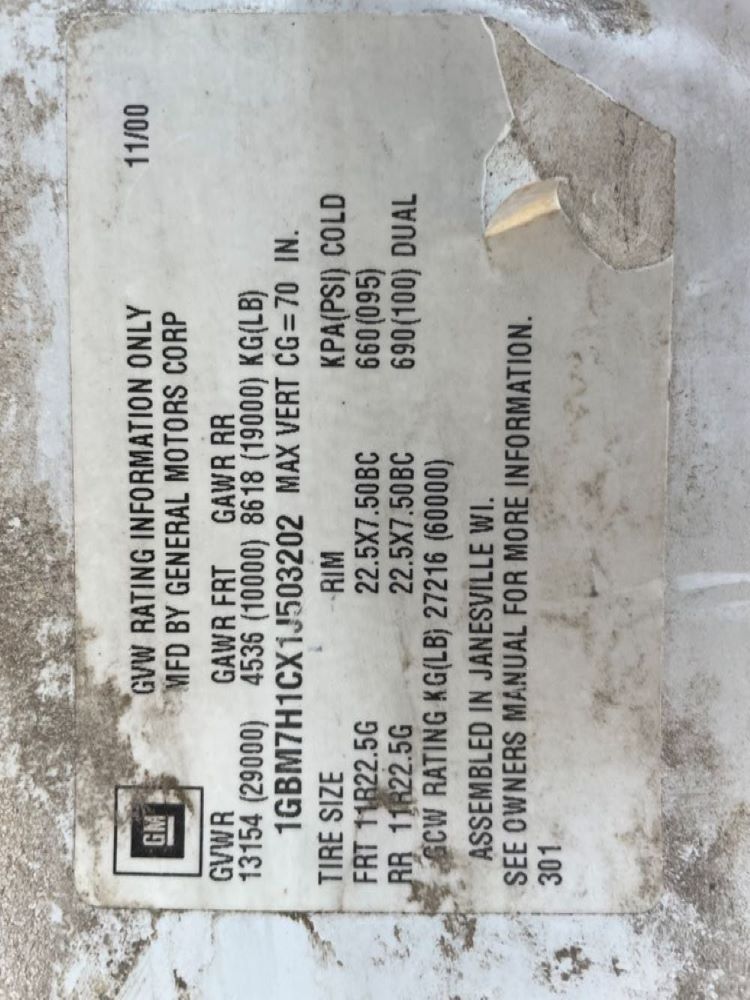 GM
GVW RATING INFORMATION ONLY 11/00
MFD BY GENERAL MOTORS CORP
GVWR GAWR FRT GAWR RR
13154 (29000) 4536 (10000) 8618 (19000) KG(LB)
1GBM7H1CX1J503202 MAX VERT CG=70 IN.
TIRE SIZE RIM KPA(PSI) COLD
FRT 11R22.5G 22.5X7.50BC 660(095)
RR 11R22.5G 22.5X7.50BC 690(100) DUAL
GCW RATING KG(LB) 27216 (60000)
ASSEMBLED IN JANESVILLE WI.
SEE OWNERS MANUAL FOR MORE INFORMATION.
301